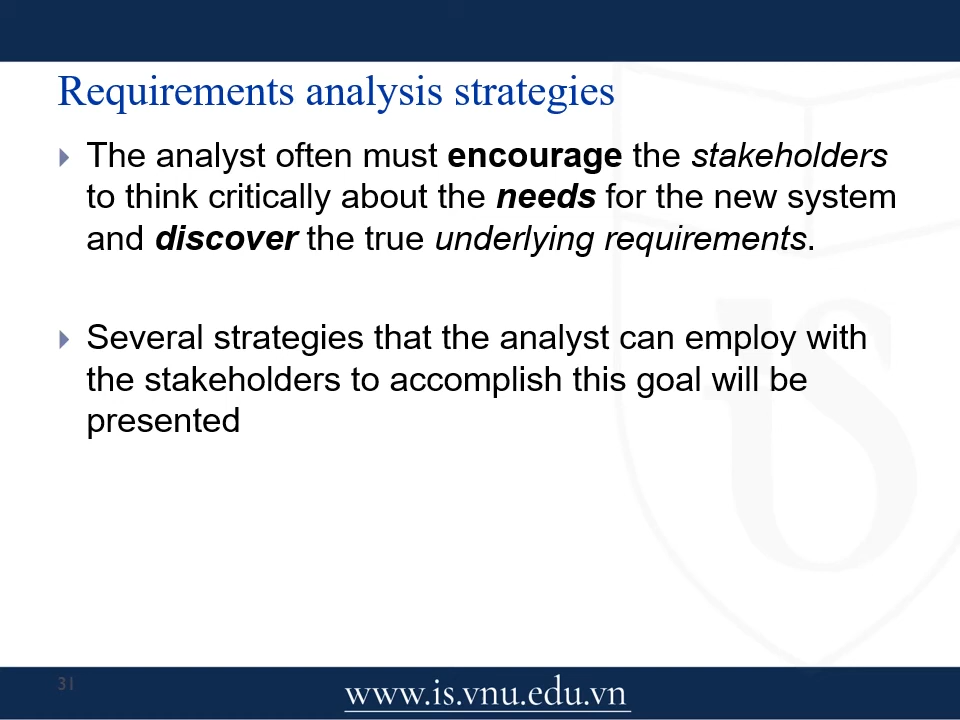 Requirements analysis strategies
The analyst often must encourage the stakeholders
to think critically about the needs for the new system
and discover the true underlying requirements.
Several strategies that the analyst can employ with
the stakeholders to accomplish this goal will be
presented
31
www.is.vnu.edu.vn
is